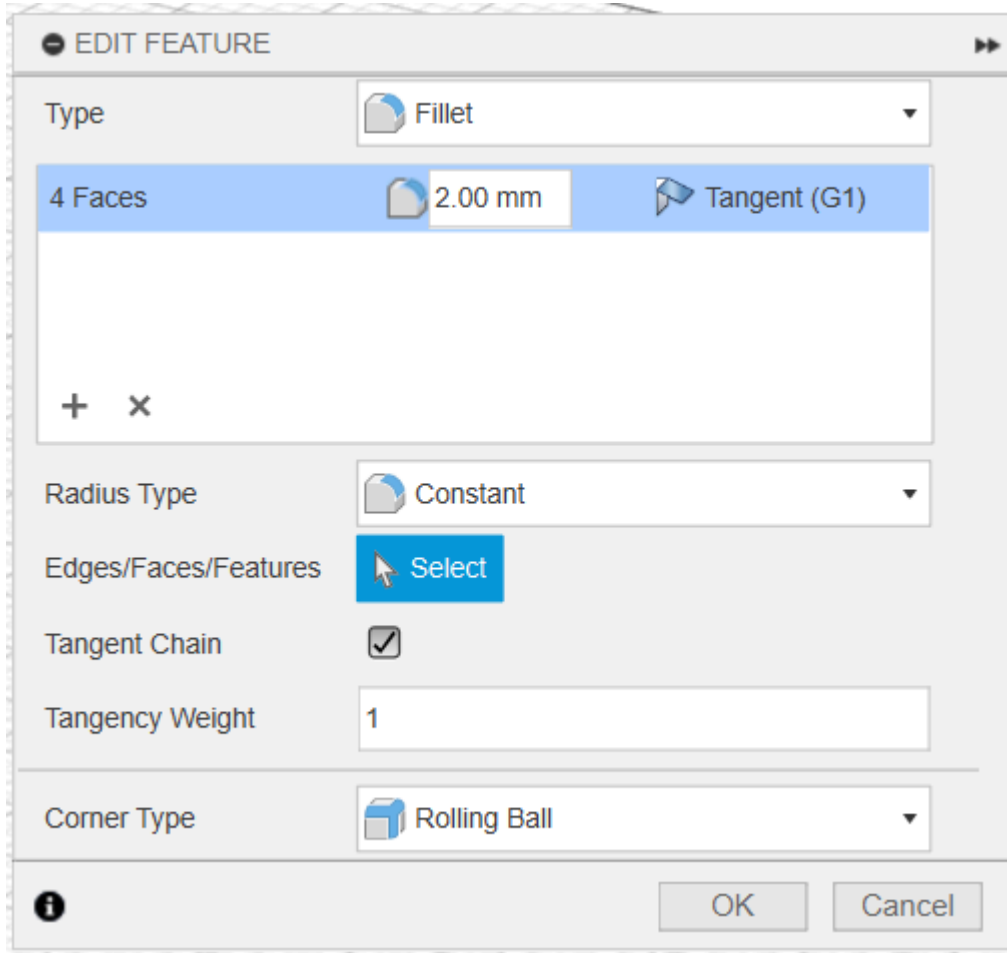 EDIT FEATURE
Type Fillet
4 Faces 2.00 mm Tangent (G1)
Radius Type Constant
Edges/Faces/Features Select
Tangent Chain
Tangency Weight 1
Corner Type Rolling Ball
OK Cancel